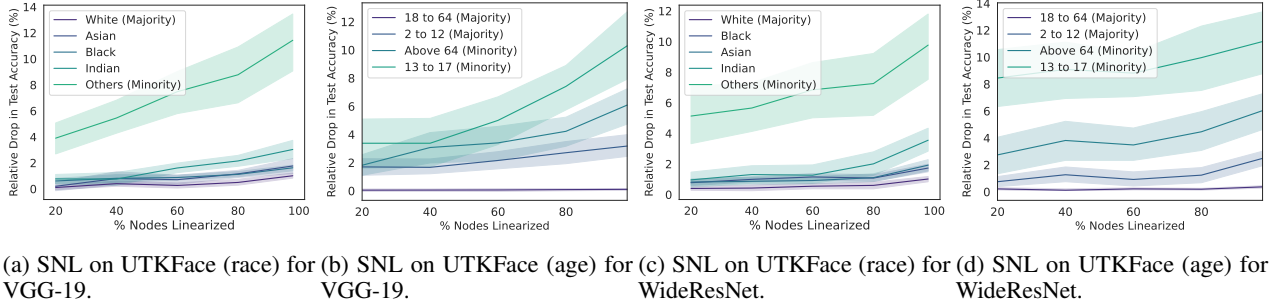 Relative Drop in Test Accuracy (%)
14
12
10
8
6
4
2
0
White (Majority)
Asian
Black
Indian
Others (Minority)
20
40
60
80
100
% Nodes Linearized
(a) SNL on UTKFace (race) for
VGG-19.
Relative Drop in Test Accuracy (%)
12
10
8
6
4
2
0
18 to 64 (Majority)
2 to 12 (Majority)
Above 64 (Minority)
13 to 17 (Minority)
20
40
60
80
% Nodes Linearized
(b) SNL on UTKFace (age) for
VGG-19.
Relative Drop in Test Accuracy (%)
12
10
8
6
4
2
0
White (Majority)
Black
Asian
Indian
Others (Minority)
20
40
60
80
100
% Nodes Linearized
(c) SNL on UTKFace (race) for
WideResNet.
Relative Drop in Test Accuracy (%)
14
12
10
8
6
4
2
0
18 to 64 (Majority)
2 to 12 (Majority)
Above 64 (Minority)
13 to 17 (Minority)
20
40
60
80
% Nodes Linearized
(d) SNL on UTKFace (age) for
WideResNet.